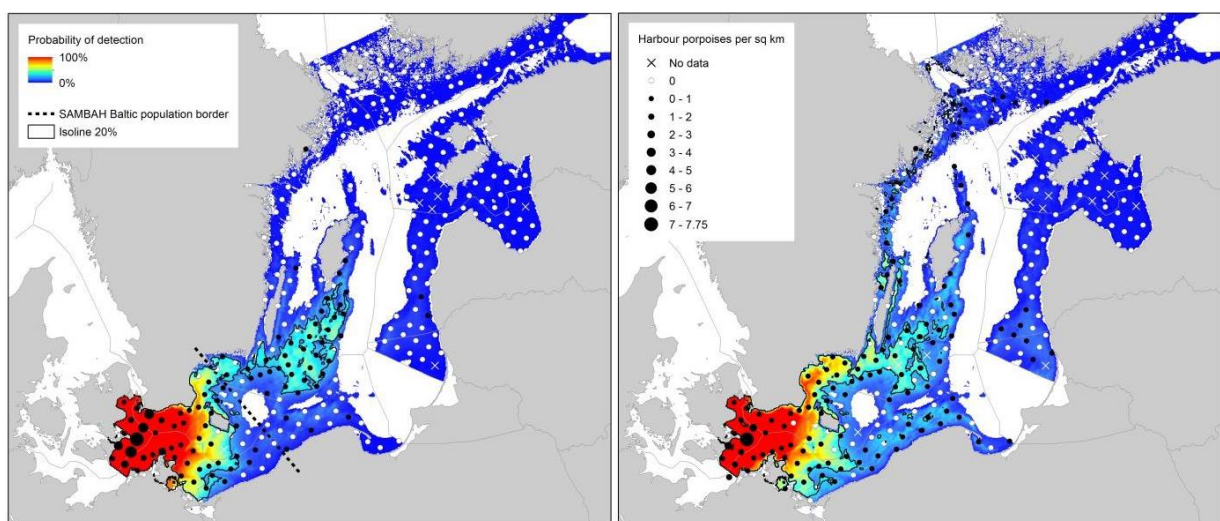 Probability of detection
100%
0%
SAMBAH Baltic population border
Isoline 20%
Harbour porpoises per sq km
No data
0
0 - 1
1 - 2
2 - 3
3 - 4
4 - 5
5 - 6
6 - 7
7 - 7.75